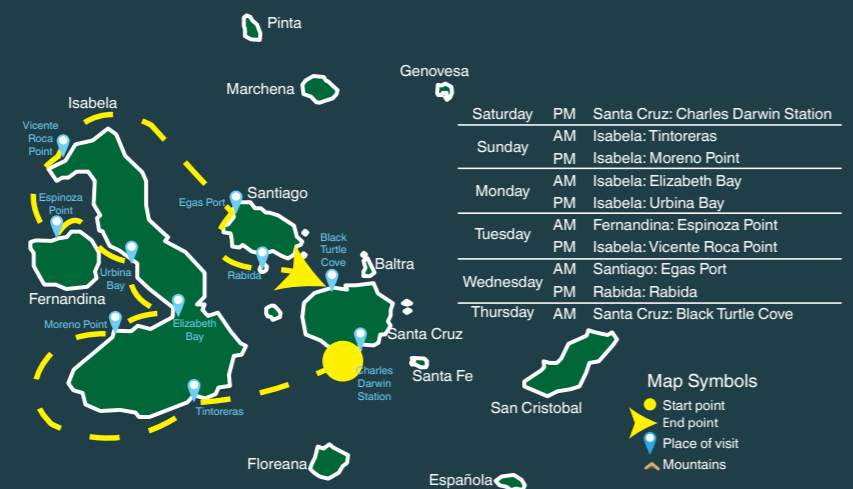 Pinta
Genovesa
Marchena
Isabela
Vicente
Roca
Point
Espinoza
Point
Egas Port
Santiago
Black
Turtle
Cove
Baltra
Rabida
Urbina
Bay
Fernandina
Moreno Point
Elizabeth
Bay
Santa Cruz
Charles
Darwin
Station
Santa Fe
Tintoreras
San Cristobal
Floreana
Española
Saturday PM Santa Cruz: Charles Darwin Station
Sunday AM Isabela: Tintoreras
PM Isabela: Moreno Point
Monday AM Isabela: Elizabeth Bay
PM Isabela: Urbina Bay
Tuesday AM Fernandina: Espinoza Point
PM Isabela: Vicente Roca Point
Wednesday AM Santiago: Egas Port
PM Rabida: Rabida
Thursday AM Santa Cruz: Black Turtle Cove
Map Symbols
Start point
End point
Place of visit
Mountains